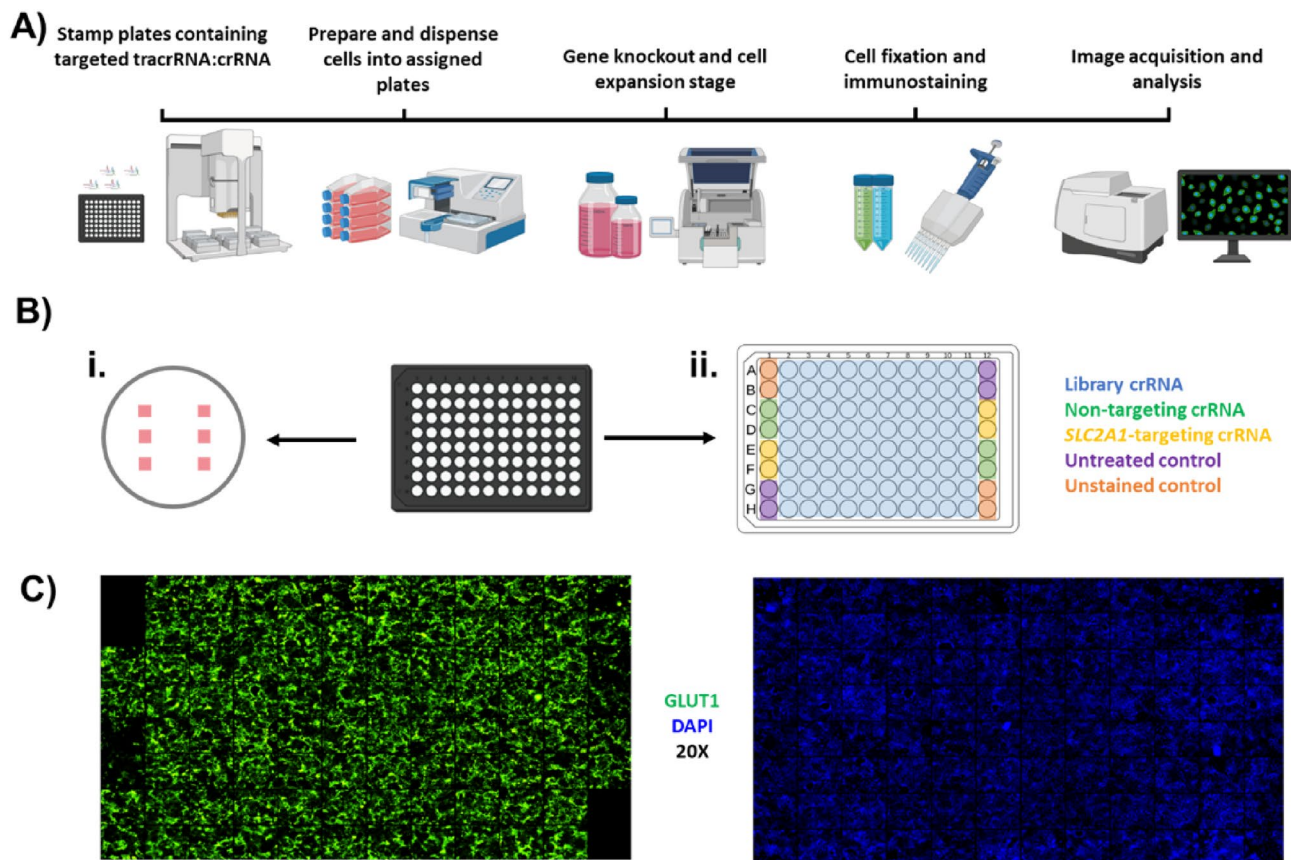 A)
Stamp plates containing
targeted tracrRNA:crRNA
Prepare and dispense
cells into assigned
plates
Gene knockout and cell
expansion stage
Cell fixation and
immunostaining
Image acquisition and
analysis
B)
i.
ii.
1 2 3 4 5 6 7 8 9 10 11 12
A
B
C
D
E
F
G
H
Library crRNA
Non-targeting crRNA
SLC2A1-targeting crRNA
Untreated control
Unstained control
C)
GLUT1
DAPI
20X